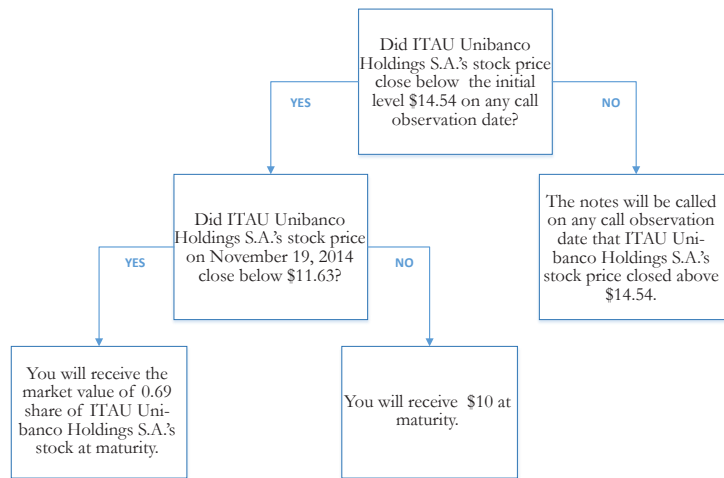 Did ITAU Unibanco
Holdings S.A.'s stock price
close below the initial
level $14.54 on any call
observation date?
YES
NO
Did ITAU Unibanco
Holdings S.A.'s stock price
on November 19, 2014
close below $11.63?
The notes will be called
on any call observation
date that ITAU Uni-
banco Holdings S.A.'s
stock price closed above
$14.54.
YES
NO
You will receive the
market value of 0.69
share of ITAU Uni-
banco Holdings S.A.'s
stock at maturity.
You will receive $10 at
maturity.